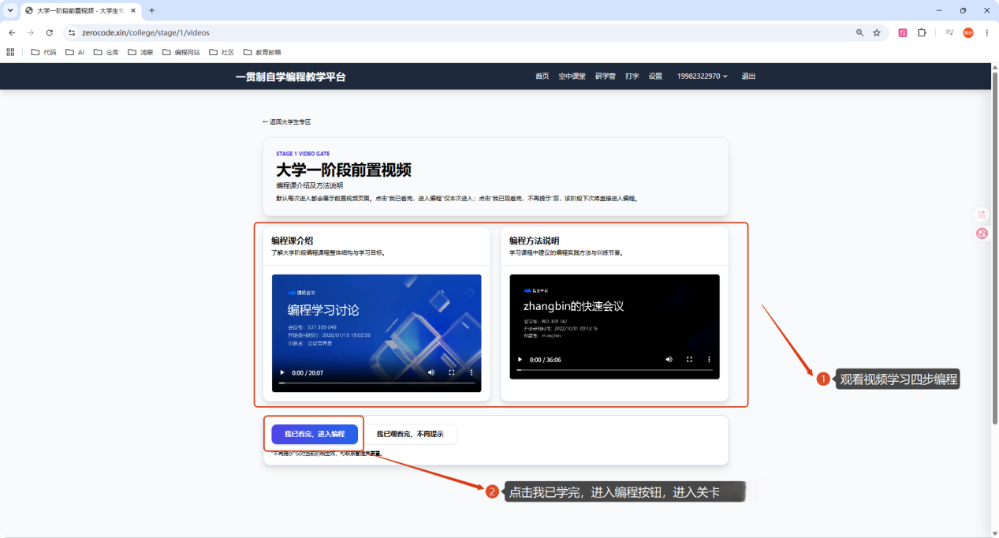 大学一阶段前置视频 - 大学生专
zerocode.xin/college/stage/1/videos
代码
AI
仓库
鸿蒙
编程网站
社区
教育邮箱
一贯制自学编程教学平台
首页
空中课堂
研学营
打字
设置
19982322970
退出
← 返回大学生专区
STAGE 1 VIDEO GATE
大学一阶段前置视频
编程课介绍及方法说明
默认每次进入都会展示前置视频页面。点击“我已看完，进入编程”仅本次进入；点击“我已观看完，不再提示”后，该阶段下次将直接进入编程。
编程课介绍
了解大学阶段编程课程整体结构与学习目标。
腾讯会议
编程学习讨论
会议号：537 309 049
开始录制时间：2026/01/15 19:02:58
创建者：会议管理员
0:00 / 20:07
编程方法说明
学习课程中建议的编程实践方法与训练节奏。
腾讯会议
zhangbin的快速会议
会议号：983 309 742
开始录制时间：2022/10/01 09:43:16
创建者：zhangbin
0:00 / 36:06
1 观看视频学习四步编程
我已看完，进入编程
我已观看完，不再提示
“不再提示”仅对当前阶段生效，可联系管理员重置。
2 点击我已学完，进入编程按钮，进入关卡